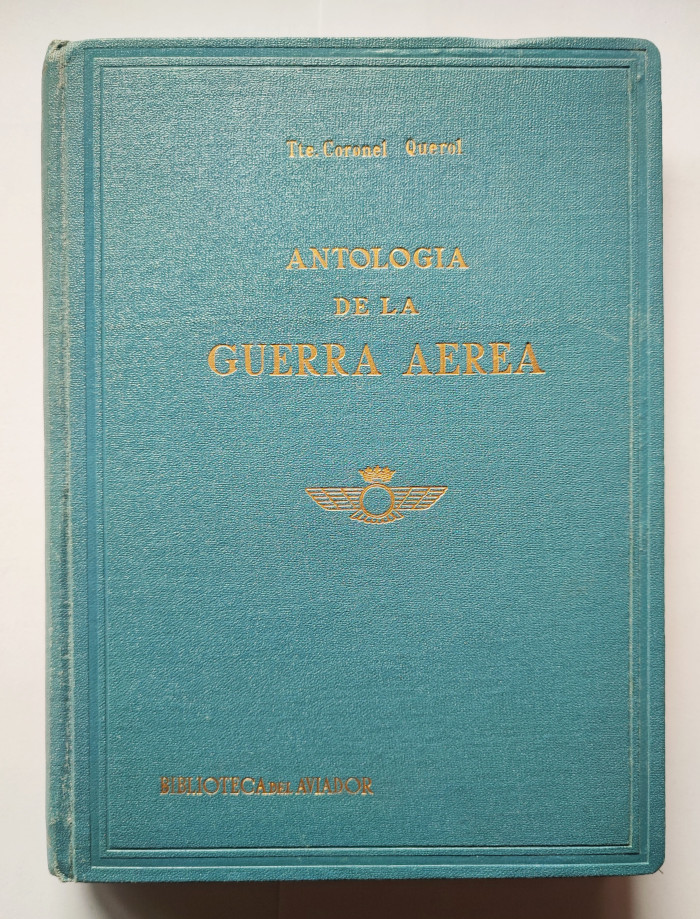 Tte. Coronel Querol
ANTOLOGIA
DE LA
GUERRA AEREA
BIBLIOTECA DEL AVIADOR